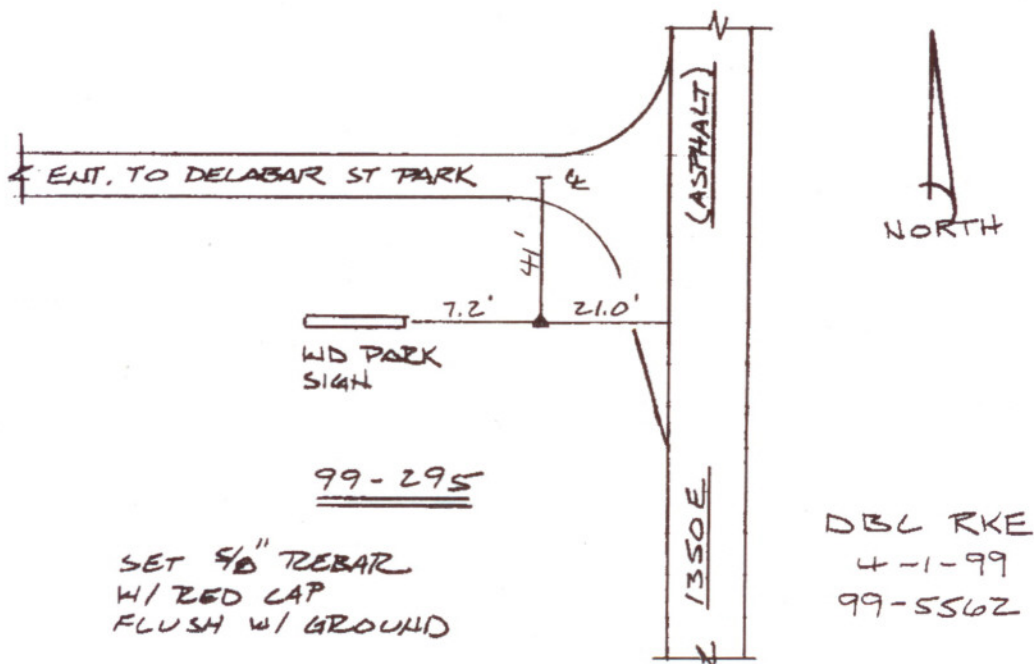 (ASPHALT)
NORTH
ENT. TO DELABAR ST PARK
℄
41'
7.2'
21.0'
WD PARK
SIGN
99-295
SET 5/8" REBAR
W/ RED CAP
FLUSH W/ GROUND
1350E
DBL RKE
4-1-99
99-5562